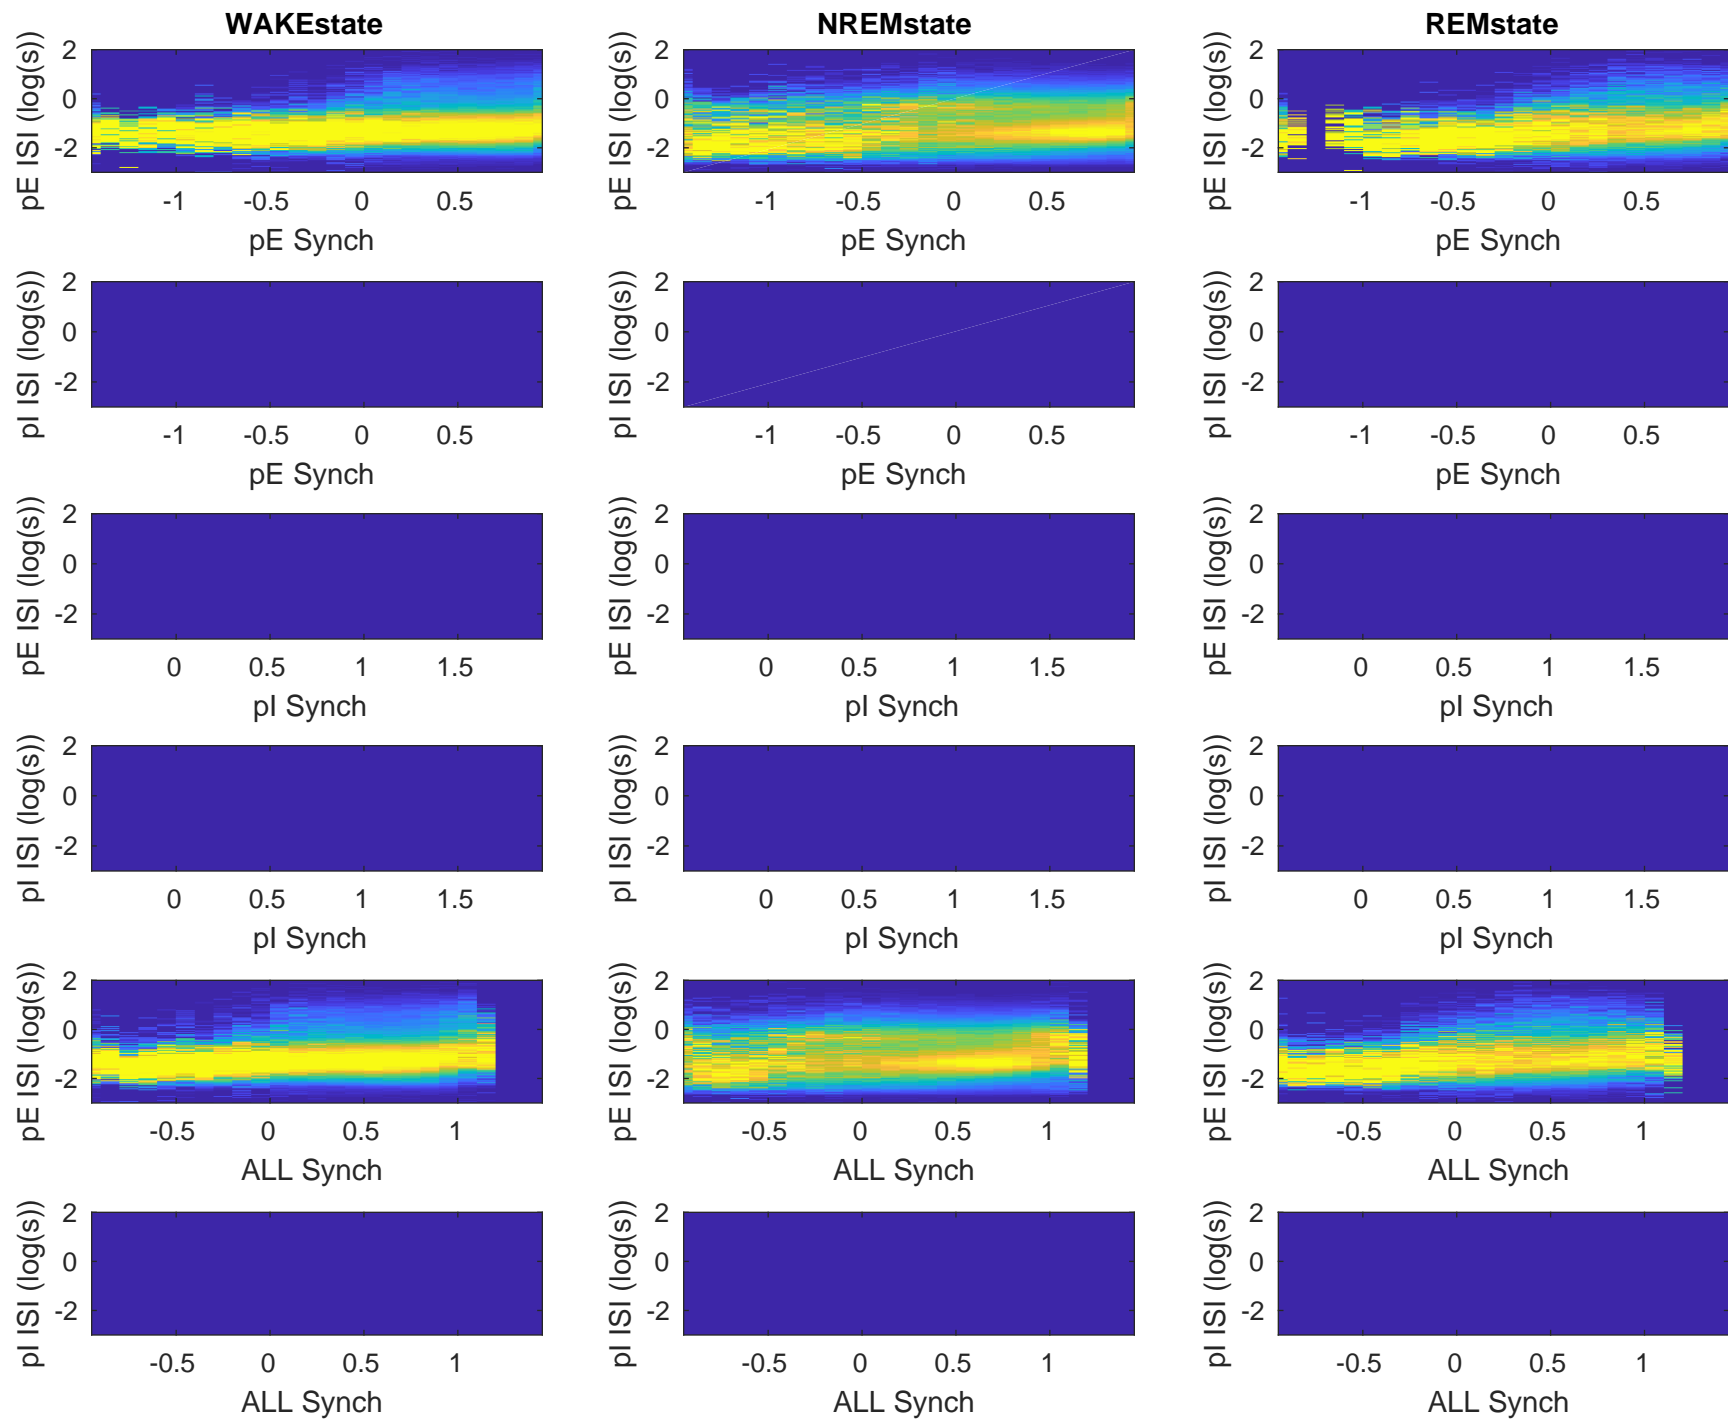 WAKEstate NREMstate REMstate
pE ISI (log(s)) 2 0 -2 pE ISI (log(s)) 2 0 -2 pE ISI (log(s)) 2 0 -2
-1 -0.5 0 0.5 -1 -0.5 0 0.5 -1 -0.5 0 0.5
pE Synch pE Synch pE Synch
pI ISI (log(s)) 2 0 -2 pI ISI (log(s)) 2 0 -2 pI ISI (log(s)) 2 0 -2
-1 -0.5 0 0.5 -1 -0.5 0 0.5 -1 -0.5 0 0.5
pE Synch pE Synch pE Synch
pE ISI (log(s)) 2 0 -2 pE ISI (log(s)) 2 0 -2 pE ISI (log(s)) 2 0 -2
0 0.5 1 1.5 0 0.5 1 1.5 0 0.5 1 1.5
pI Synch pI Synch pI Synch
pI ISI (log(s)) 2 0 -2 pI ISI (log(s)) 2 0 -2 pI ISI (log(s)) 2 0 -2
0 0.5 1 1.5 0 0.5 1 1.5 0 0.5 1 1.5
pI Synch pI Synch pI Synch
pE ISI (log(s)) 2 0 -2 pE ISI (log(s)) 2 0 -2 pE ISI (log(s)) 2 0 -2
-0.5 0 0.5 1 -0.5 0 0.5 1 -0.5 0 0.5 1
ALL Synch ALL Synch ALL Synch
pI ISI (log(s)) 2 0 -2 pI ISI (log(s)) 2 0 -2 pI ISI (log(s)) 2 0 -2
-0.5 0 0.5 1 -0.5 0 0.5 1 -0.5 0 0.5 1
ALL Synch ALL Synch ALL Synch